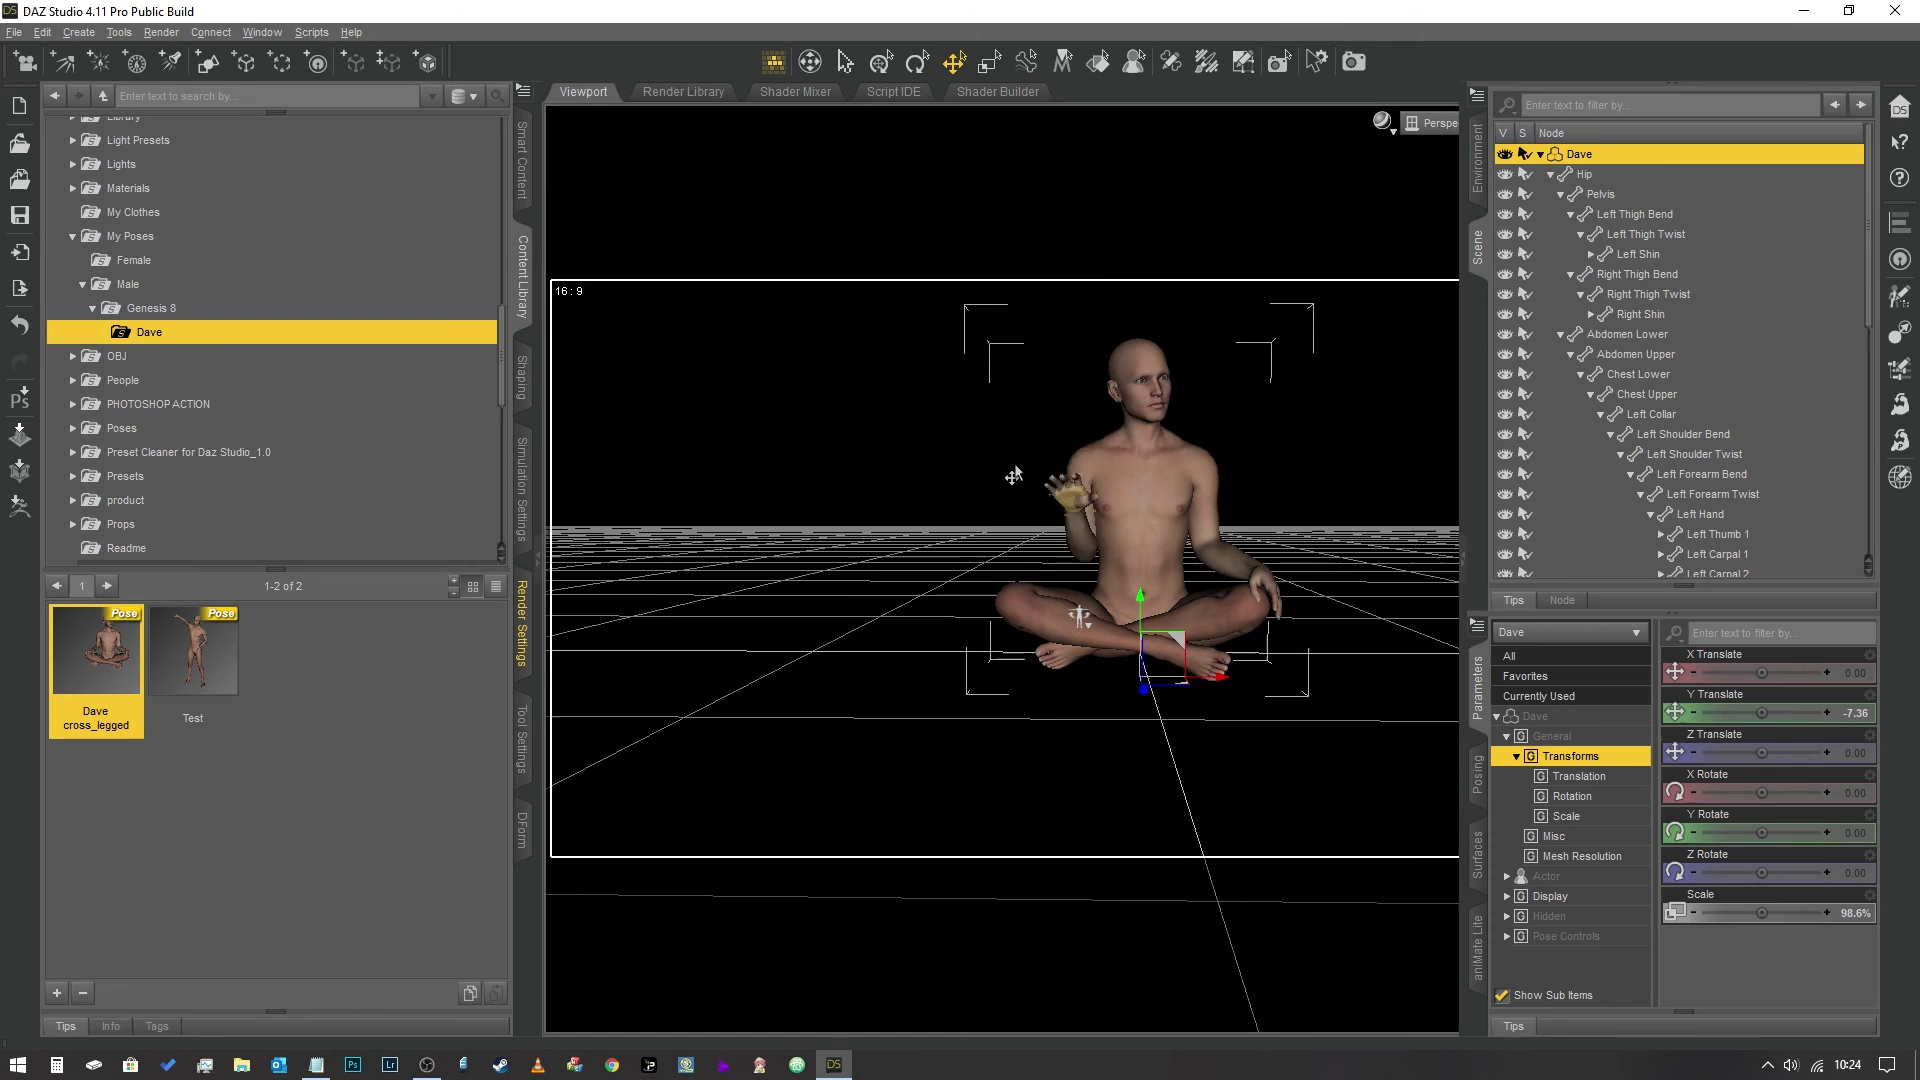 DAZ Studio 4.11 Pro Public Build
File Edit Create Tools Render Connect Window Scripts Help
Enter text to search by...
Library
Light Presets
Lights
Materials
My Clothes
My Poses
Female
Male
Genesis 8
Dave
OBJ
People
PHOTOSHOP ACTION
Poses
Preset Cleaner for Daz Studio_1.0
Presets
product
Props
Readme
1
1-2 of 2
Pose
Pose
Dave
cross_legged
Test
Tips Info Tags
Smart Content
Content Library
Shaping
Simulation Settings
Render Settings
Tool Settings
DForm
Viewport Render Library Shader Mixer Script IDE Shader Builder
Perspe
16 : 9
Environment
Scene
Enter text to filter by...
V S Node
Dave
Hip
Pelvis
Left Thigh Bend
Left Thigh Twist
Left Shin
Right Thigh Bend
Right Thigh Twist
Right Shin
Abdomen Lower
Abdomen Upper
Chest Lower
Chest Upper
Left Collar
Left Shoulder Bend
Left Shoulder Twist
Left Forearm Bend
Left Forearm Twist
Left Hand
Left Thumb 1
Left Carpal 1
Left Carpal 2
Tips Node
Parameters
Posing
Surfaces
aniMate Lite
Dave
Enter text to filter by...
All
Favorites
Currently Used
Dave
General
Transforms
Translation
Rotation
Scale
Misc
Mesh Resolution
Actor
Display
Hidden
Pose Controls
Show Sub Items
X Translate
0.00
Y Translate
-7.36
Z Translate
0.00
X Rotate
0.00
Y Rotate
0.00
Z Rotate
0.00
Scale
98.6%
Tips
10:24